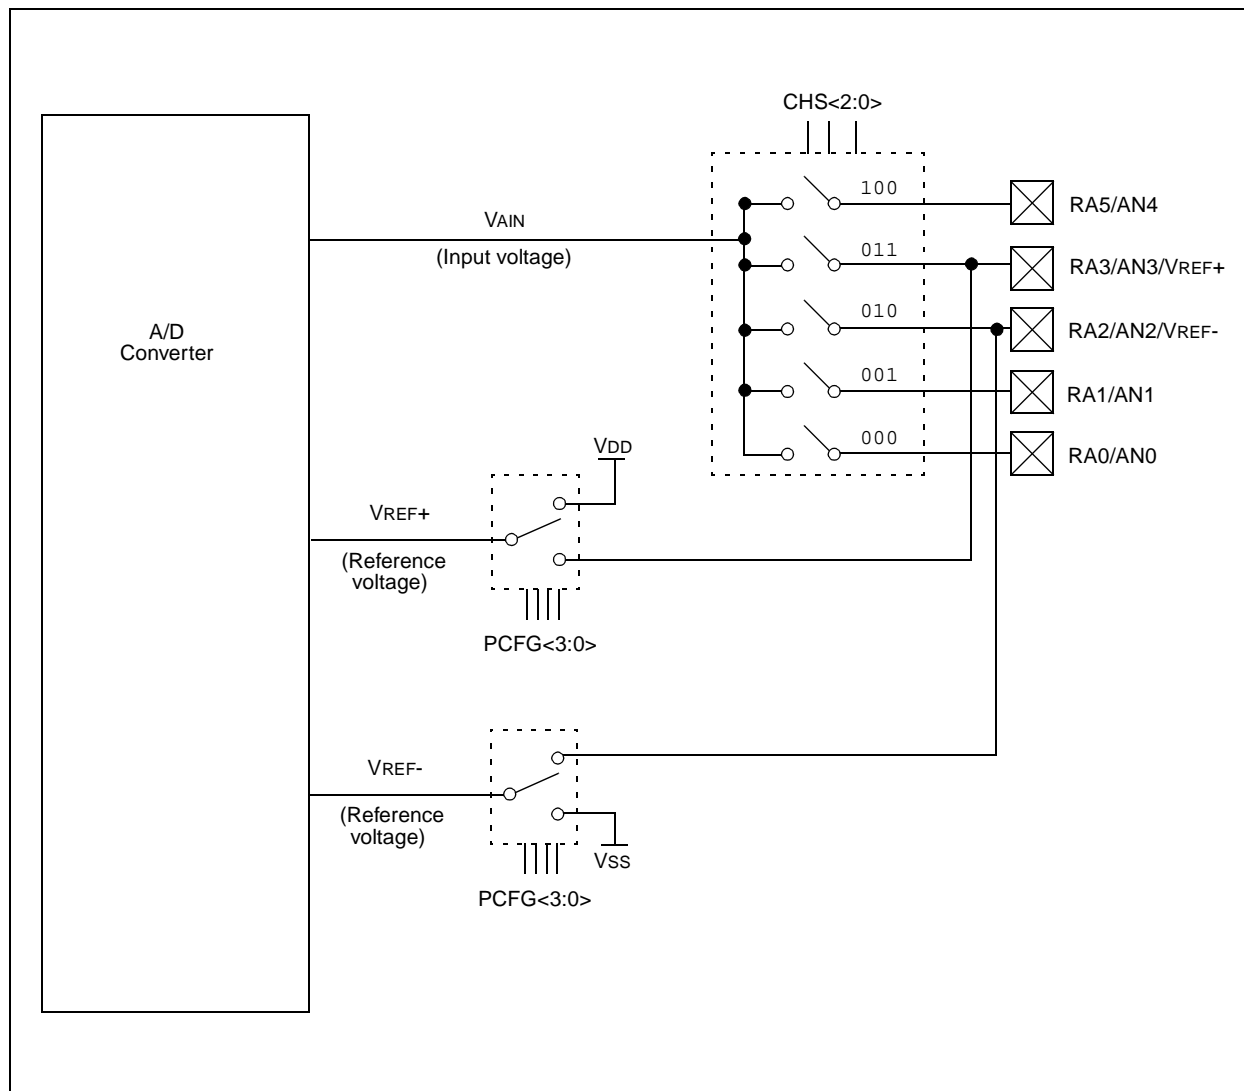 CHS<2:0>
100
RA5/AN4
VAIN
(Input voltage)
011
RA3/AN3/VREF+
010
RA2/AN2/VREF-
A/D
Converter
001
RA1/AN1
000
RA0/AN0
VDD
VREF+
(Reference
voltage)
PCFG<3:0>
VREF-
(Reference
voltage)
VSS
PCFG<3:0>